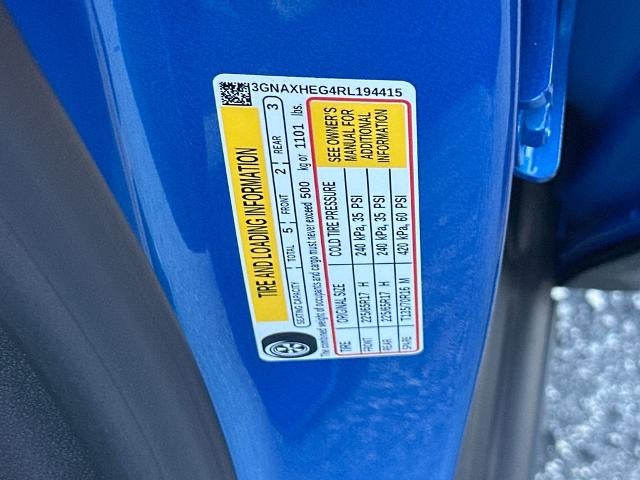 3GNAXHEG4RL194415
TIRE AND LOADING INFORMATION
SEATING CAPACITY TOTAL 5 FRONT 2 REAR 3
The combined weight of occupants and cargo must never exceed 500 kg or 1101 lbs.
TIRE ORIGINAL SIZE COLD TIRE PRESSURE
FRONT 225/65R17 H 240 kPa, 35 PSI
REAR 225/65R17 H 240 kPa, 35 PSI
SPARE T135/70R16 M 420 kPa, 60 PSI
SEE OWNER'S
MANUAL FOR
ADDITIONAL
INFORMATION